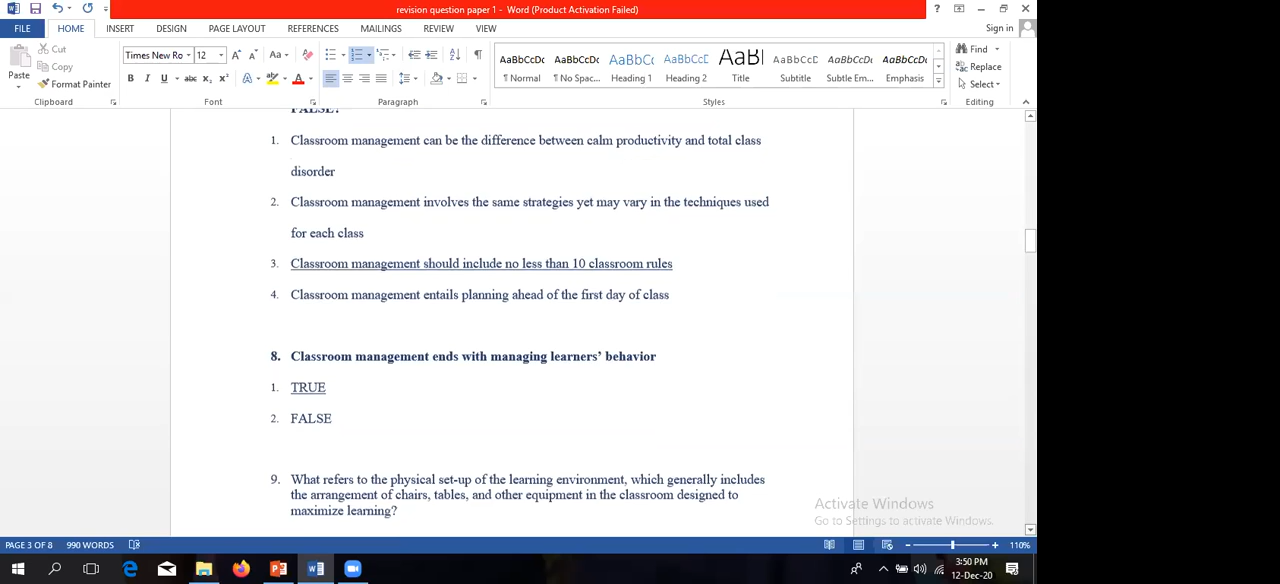 revision question paper 1 - Word (Product Activation Failed)
FILE HOME INSERT DESIGN PAGE LAYOUT REFERENCES MAILINGS REVIEW VIEW Sign in
Paste
Cut
Copy
Format Painter
Times New Ro 12
AaBbCcDc AaBbCcDc AaBbCc AaBbCcD AaBl AaBbCcD AaBbCcDc AaBbCcDc
¶ Normal ¶ No Spac... Heading 1 Heading 2 Title Subtitle Subtle Em... Emphasis
Find
Replace
Select
Clipboard Font Paragraph Styles Editing
FALSE?
1. Classroom management can be the difference between calm productivity and total class
disorder
2. Classroom management involves the same strategies yet may vary in the techniques used
for each class
3. Classroom management should include no less than 10 classroom rules
4. Classroom management entails planning ahead of the first day of class
8. Classroom management ends with managing learners’ behavior
1. TRUE
2. FALSE
9. What refers to the physical set-up of the learning environment, which generally includes
the arrangement of chairs, tables, and other equipment in the classroom designed to
maximize learning?
Activate Windows
Go to Settings to activate Windows.
PAGE 3 OF 8 990 WORDS 110%
3:50 PM
12-Dec-20